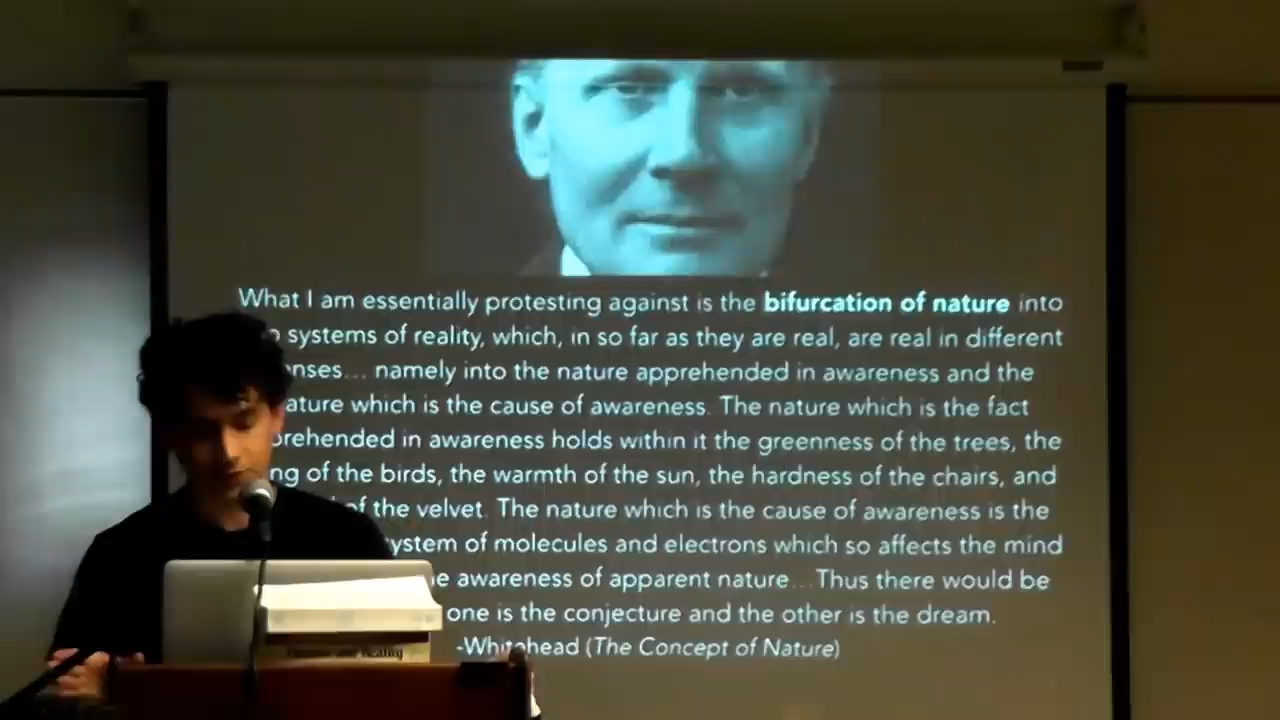 What I am essentially protesting against is the bifurcation of nature into
systems of reality, which, in so far as they are real, are real in different
namely into the nature apprehended in awareness and the
which is the cause of awareness. The nature which is the fact
in awareness holds within it the greenness of the trees, the
of the birds, the warmth of the sun, the hardness of the chairs, and
of the velvet. The nature which is the cause of awareness is the
system of molecules and electrons which so affects the mind
awareness of apparent nature... Thus there would be
one is the conjecture and the other is the dream.
-Whitehead (The Concept of Nature)